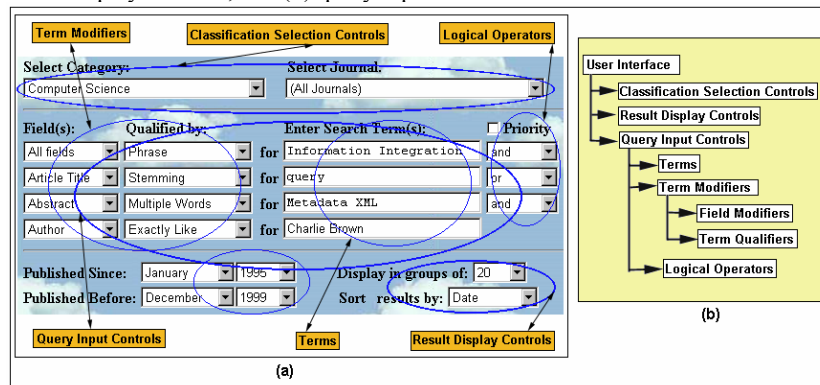 Term Modifiers
Classification Selection Controls
Logical Operators
Select Category:
Select Journal:
Computer Science
(All Journals)
Field(s):
Qualified by:
Enter Search Term(s):
Priority
All fields
Phrase
for
Information Integration
and
Article Title
Stemming
for
query
or
Abstract
Multiple Words
for
Metadata XML
and
Author
Exactly Like
for
Charlie Brown
Published Since:
January
1995
Display in groups of:
20
Published Before:
December
1999
Sort results by:
Date
Query Input Controls
Terms
Result Display Controls
(a)
User Interface
Classification Selection Controls
Result Display Controls
Query Input Controls
Terms
Term Modifiers
Field Modifiers
Term Qualifiers
Logical Operators
(b)